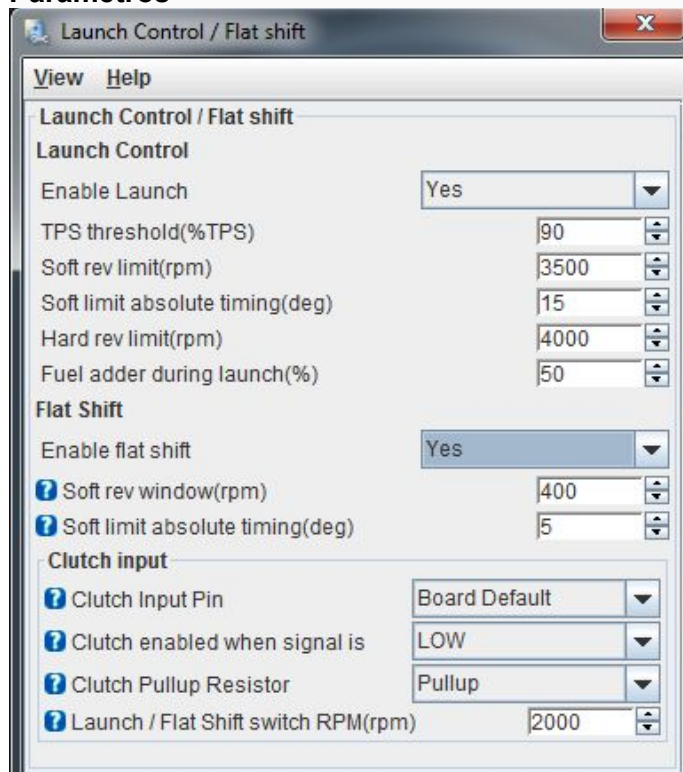 Launch Control / Flat shift
View Help
Launch Control / Flat shift
Launch Control
Enable Launch Yes
TPS threshold(%TPS) 90
Soft rev limit(rpm) 3500
Soft limit absolute timing(deg) 15
Hard rev limit(rpm) 4000
Fuel adder during launch(%) 50
Flat Shift
Enable flat shift Yes
? Soft rev window(rpm) 400
? Soft limit absolute timing(deg) 5
Clutch input
? Clutch Input Pin Board Default
? Clutch enabled when signal is LOW
? Clutch Pullup Resistor Pullup
? Launch / Flat Shift switch RPM(rpm) 2000